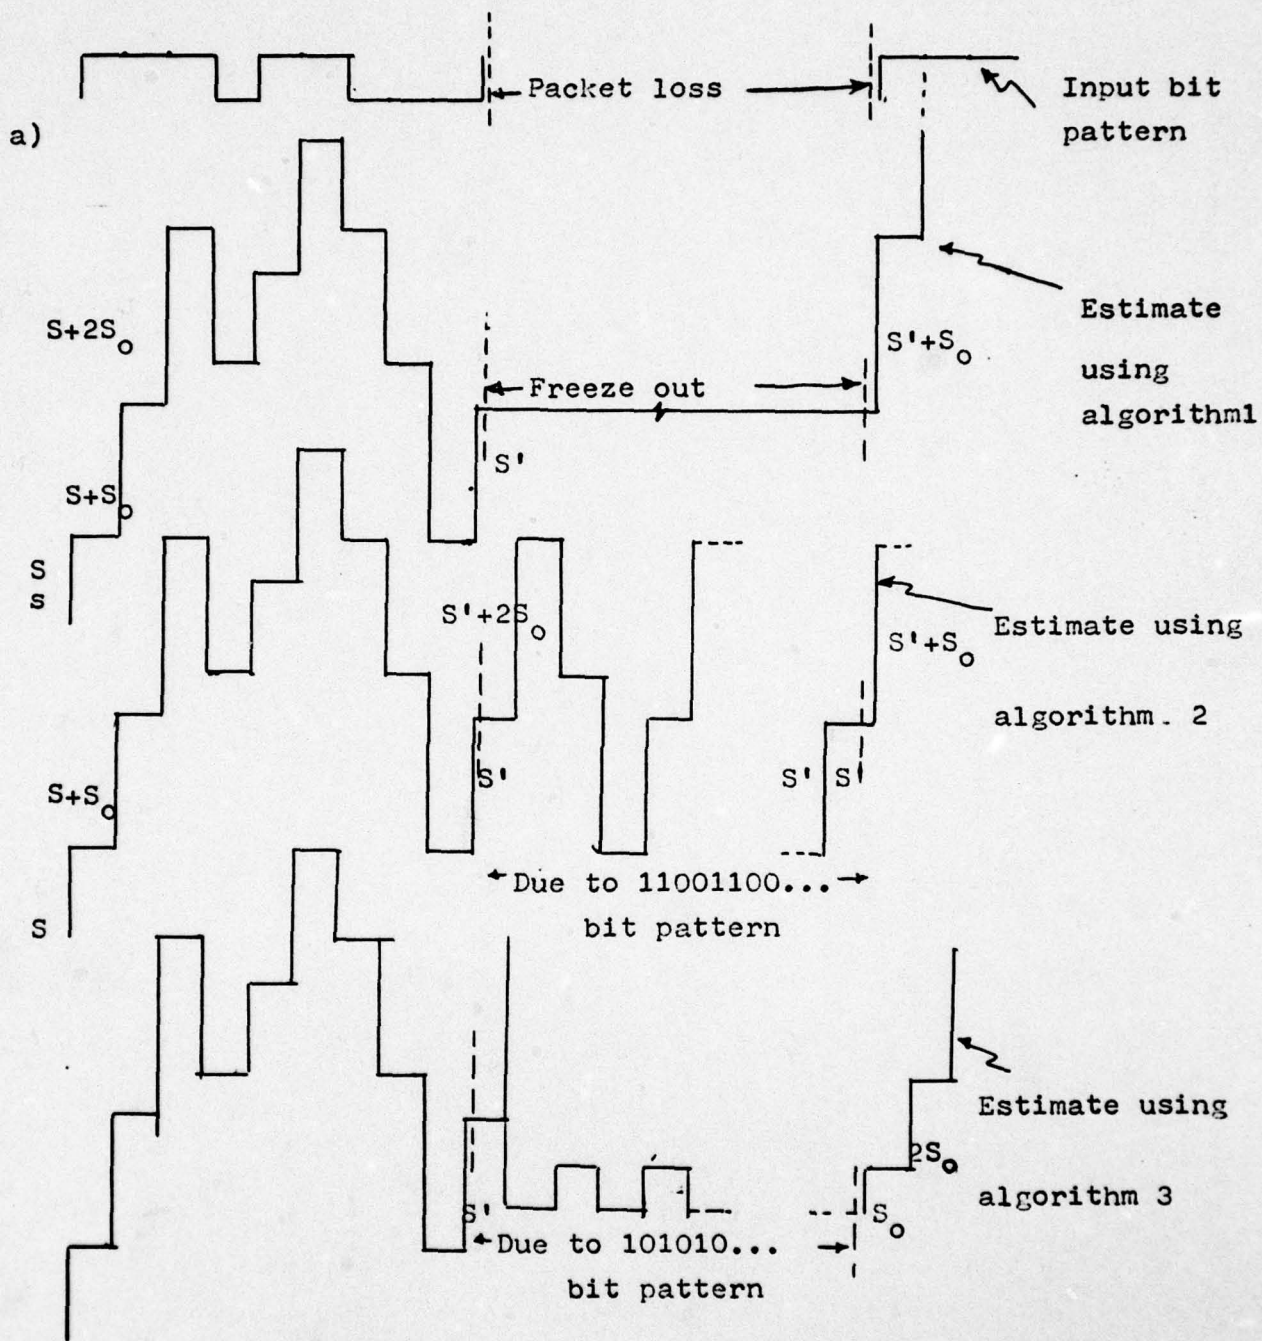 Packet loss
Input bit
pattern
a)
S+2So
Estimate
using
algorithm1
S'+So
Freeze out
S'
S+So
S
S
S'+2So
S'+So
Estimate using
algorithm. 2
S'
S' S'
S+So
Due to 11001100...
bit pattern
S
Estimate using
algorithm 3
2So
S'
So
Due to 101010...
bit pattern